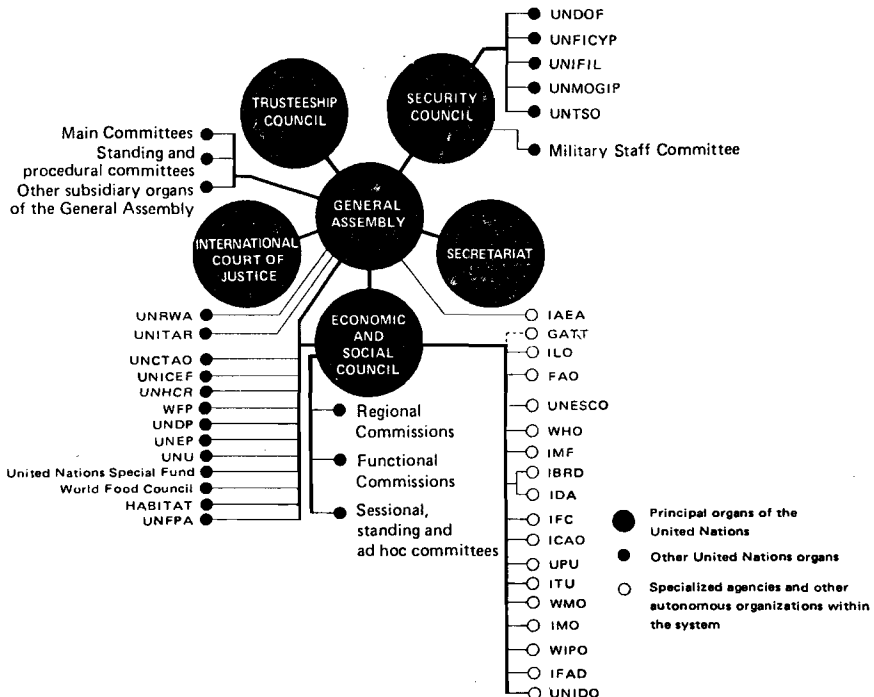 UNDOF
UNFICYP
UNIFIL
UNMOGIP
UNTSO
Military Staff Committee
TRUSTEESHIP
COUNCIL
SECURITY
COUNCIL
Main Committees
Standing and
procedural committees
Other subsidiary organs
of the General Assembly
GENERAL
ASSEMBLY
INTERNATIONAL
COURT OF
JUSTICE
SECRETARIAT
ECONOMIC
AND
SOCIAL
COUNCIL
UNRWA
UNITAR
UNCTAO
UNICEF
UNHCR
WFP
UNDP
UNEP
UNU
United Nations Special Fund
World Food Council
HABITAT
UNFPA
Regional
Commissions
Functional
Commissions
Sessional,
standing and
ad hoc committees
IAEA
GATT
ILO
FAO
UNESCO
WHO
IMF
IBRD
IDA
IFC
ICAO
UPU
ITU
WMO
IMO
WIPO
IFAD
UNIDO
Principal organs of the
United Nations
Other United Nations organs
Specialized agencies and other
autonomous organizations within
the system